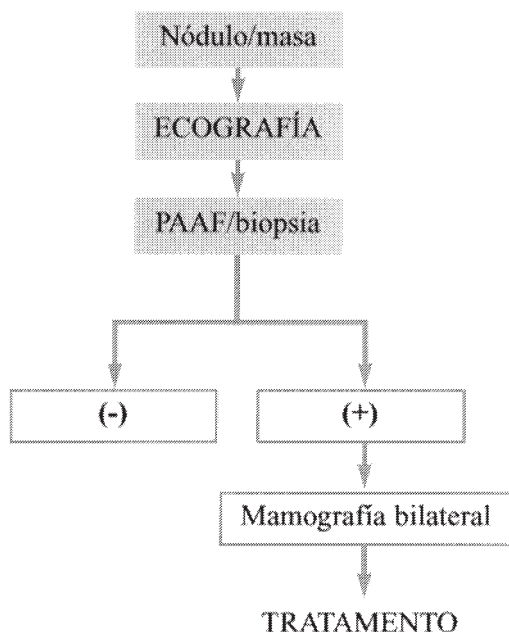 Nódulo/masa
ECOGRAFÍA
PAAF/biopsia
(-)
(+)
Mamografía bilateral
TRATAMENTO